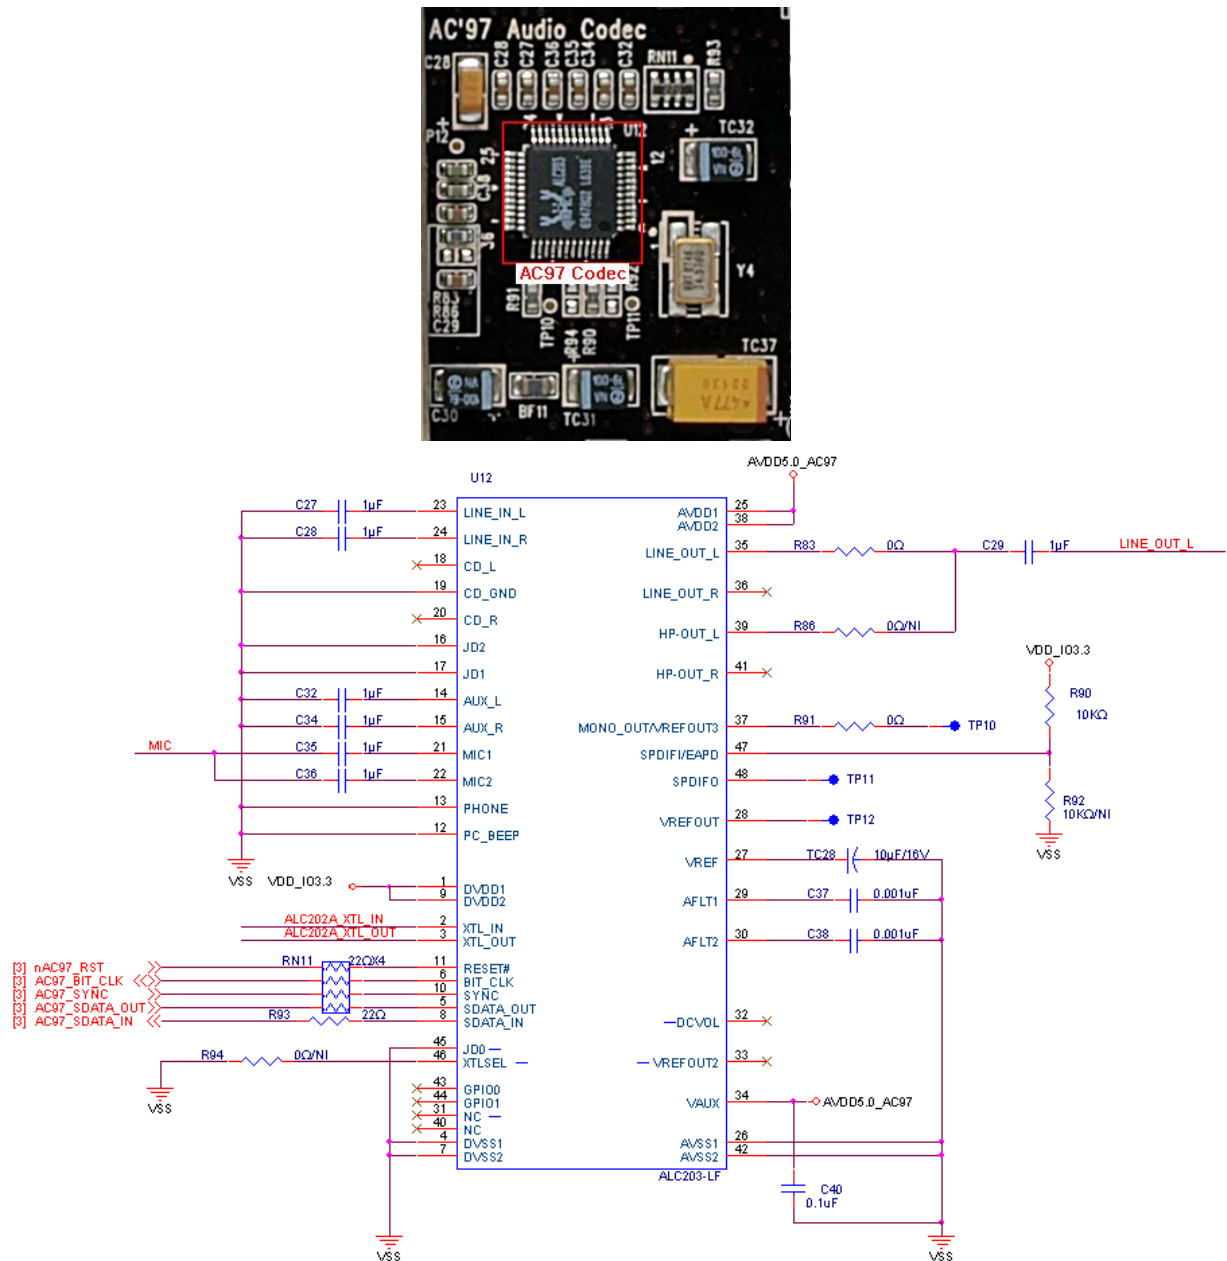 AC'97 Audio Codec
C28 C28 C27 C36 C35 C34 C32 RN11 R93
P12 24 U12 TC32
25 12
C38
36
ALC203
100-6L
Y4
AC97 Codec
R83
R86
C29
R91 TP10 R94 R90 TP11 R92
TC37
477A
C30 BF11 TC31
U12
AVDD5.0_AC97
C27 1µF 23 LINE_IN_L
C28 1µF 24 LINE_IN_R
18 CD_L
19 CD_GND
20 CD_R
16 JD2
17 JD1
C32 1µF 14 AUX_L
C34 1µF 15 AUX_R
MIC C35 1µF 21 MIC1
C36 1µF 22 MIC2
13 PHONE
12 PC_BEEP
VSS
VDD_IO3.3 1 DVDD1
9 DVDD2
ALC202A_XTL_IN 2 XTL_IN
ALC202A_XTL_OUT 3 XTL_OUT
[3] nAC97_RST RN11 22ΩX4 11 RESET#
[3] AC97_BIT_CLK 6 BIT_CLK
[3] AC97_SYNC 10 SYNC
[3] AC97_SDATA_OUT 5 SDATA_OUT
[3] AC97_SDATA_IN R93 22Ω 8 SDATA_IN
45 JD0
R94 0Ω/NI 46 XTLSEL
VSS
43 GPIO0
44 GPIO1
31 NC
40 NC
4 DVSS1
7 DVSS2
VSS
AVDD1 25
AVDD2 38
LINE_OUT_L 35 R83 0Ω C29 1µF LINE_OUT_L
LINE_OUT_R 36
HP-OUT_L 39 R86 0Ω/NI
HP-OUT_R 41
VDD_IO3.3
R90
10KΩ
MONO_OUT/VREFOUT3 37 R91 0Ω TP10
SPDIFI/EAPD 47
SPDIFO 48 TP11
R92
10KΩ/NI
VSS
VREFOUT 28 TP12
VREF 27 TC28 10µF/16V
AFLT1 29 C37 0.001uF
AFLT2 30 C38 0.001uF
DCVOL 32
VREFOUT2 33
VAUX 34 AVDD5.0_AC97
AVSS1 26
AVSS2 42
ALC203-LF
C40
0.1uF
VSS